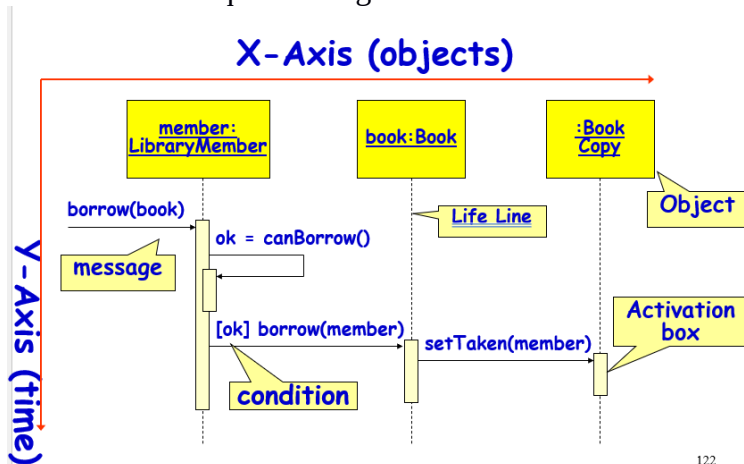 X-Axis (objects)
member:
LibraryMember
book:Book
:Book
Copy
Object
borrow(book)
Life Line
ok = canBorrow()
message
Y-Axis (time)
Activation
box
[ok] borrow(member)
setTaken(member)
condition
122